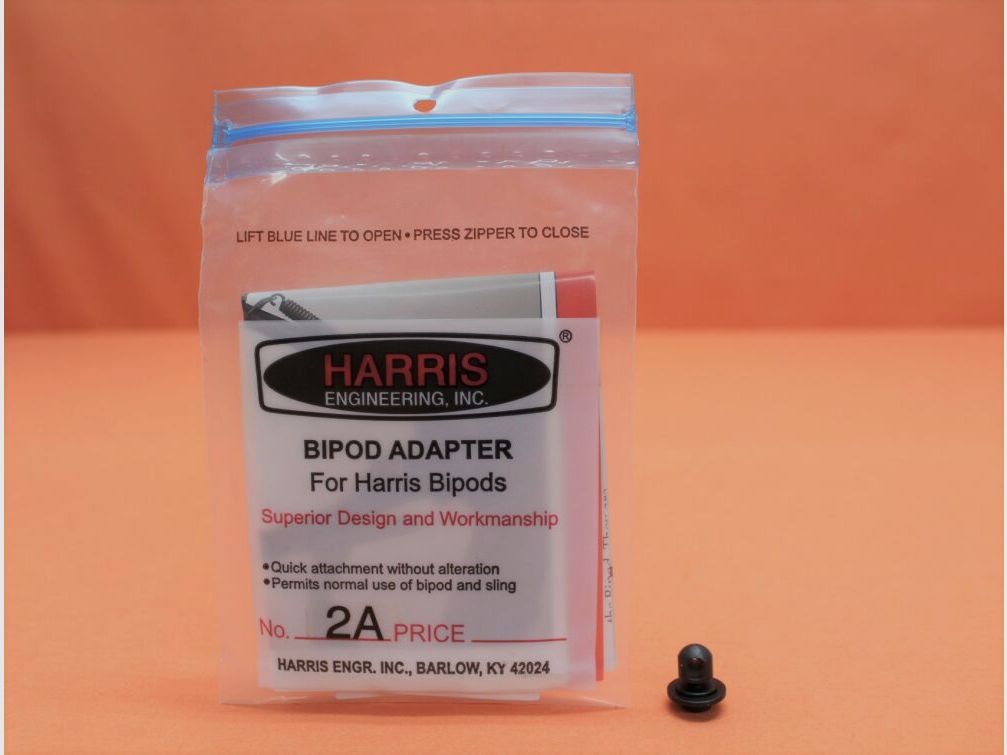 LIFT BLUE LINE TO OPEN • PRESS ZIPPER TO CLOSE
HARRIS ®
ENGINEERING, INC.
BIPOD ADAPTER
For Harris Bipods
Superior Design and Workmanship
•Quick attachment without alteration
•Permits normal use of bipod and sling
No. 2A PRICE
HARRIS ENGR. INC., BARLOW, KY 42024